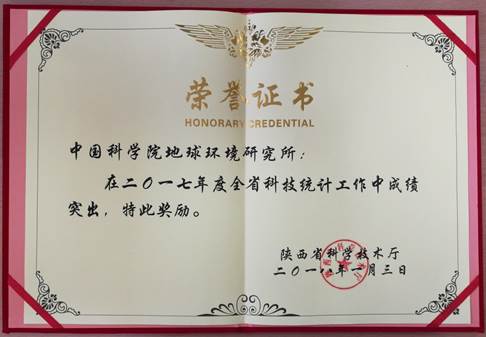 荣誉证书
HONORARY CREDENTIAL
中国科学院地球环境研究所：
在二〇一七年度全省科技统计工作中成绩
突出，特此奖励。
陕西省科学技术厅
二〇一八年一月三日